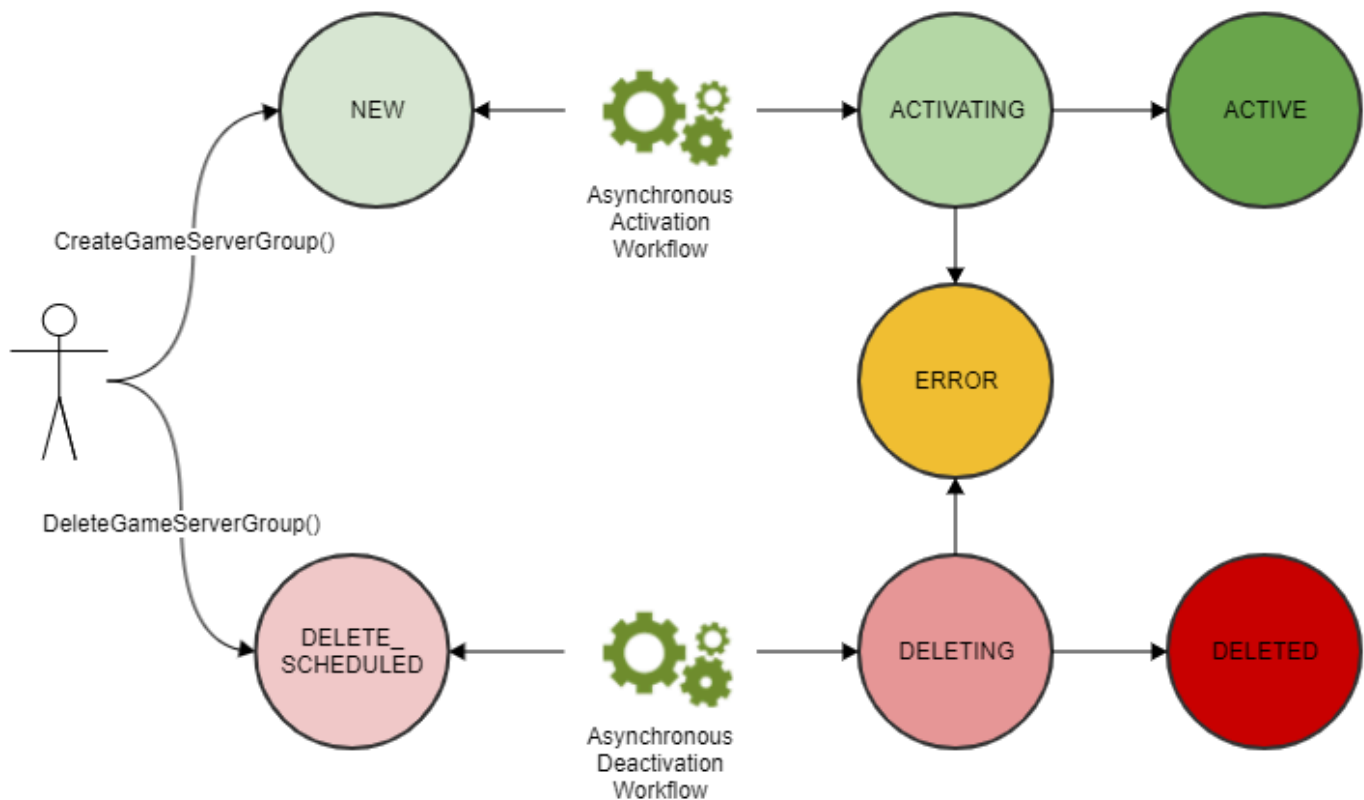 NEW
ACTIVATING
ACTIVE
Asynchronous
Activation
Workflow
CreateGameServerGroup()
ERROR
DeleteGameServerGroup()
DELETE_
SCHEDULED
DELETING
DELETED
Asynchronous
Deactivation
Workflow